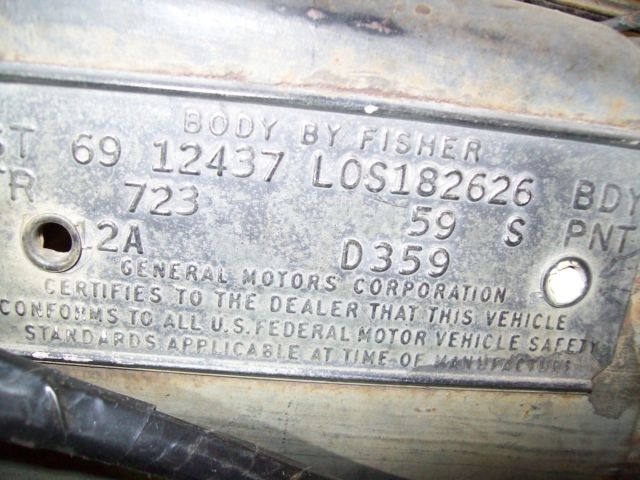 BODY BY FISHER
ST 69 12437 LOS182626 BDY
TR 723 59 S PNT
12A D359
GENERAL MOTORS CORPORATION
CERTIFIES TO THE DEALER THAT THIS VEHICLE
CONFORMS TO ALL U.S. FEDERAL MOTOR VEHICLE SAFETY
STANDARDS APPLICABLE AT TIME OF MANUFACTURE